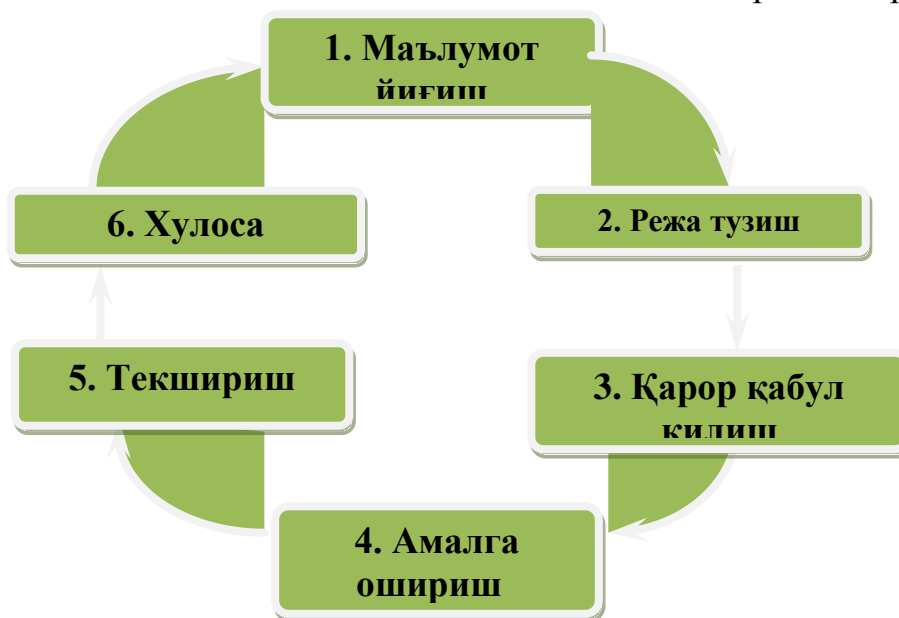 1. Маълумот
йиғиш
2. Режа тузиш
3. Қарор қабул
қилиш
4. Амалга
ошириш
5. Текшириш
6. Хулоса